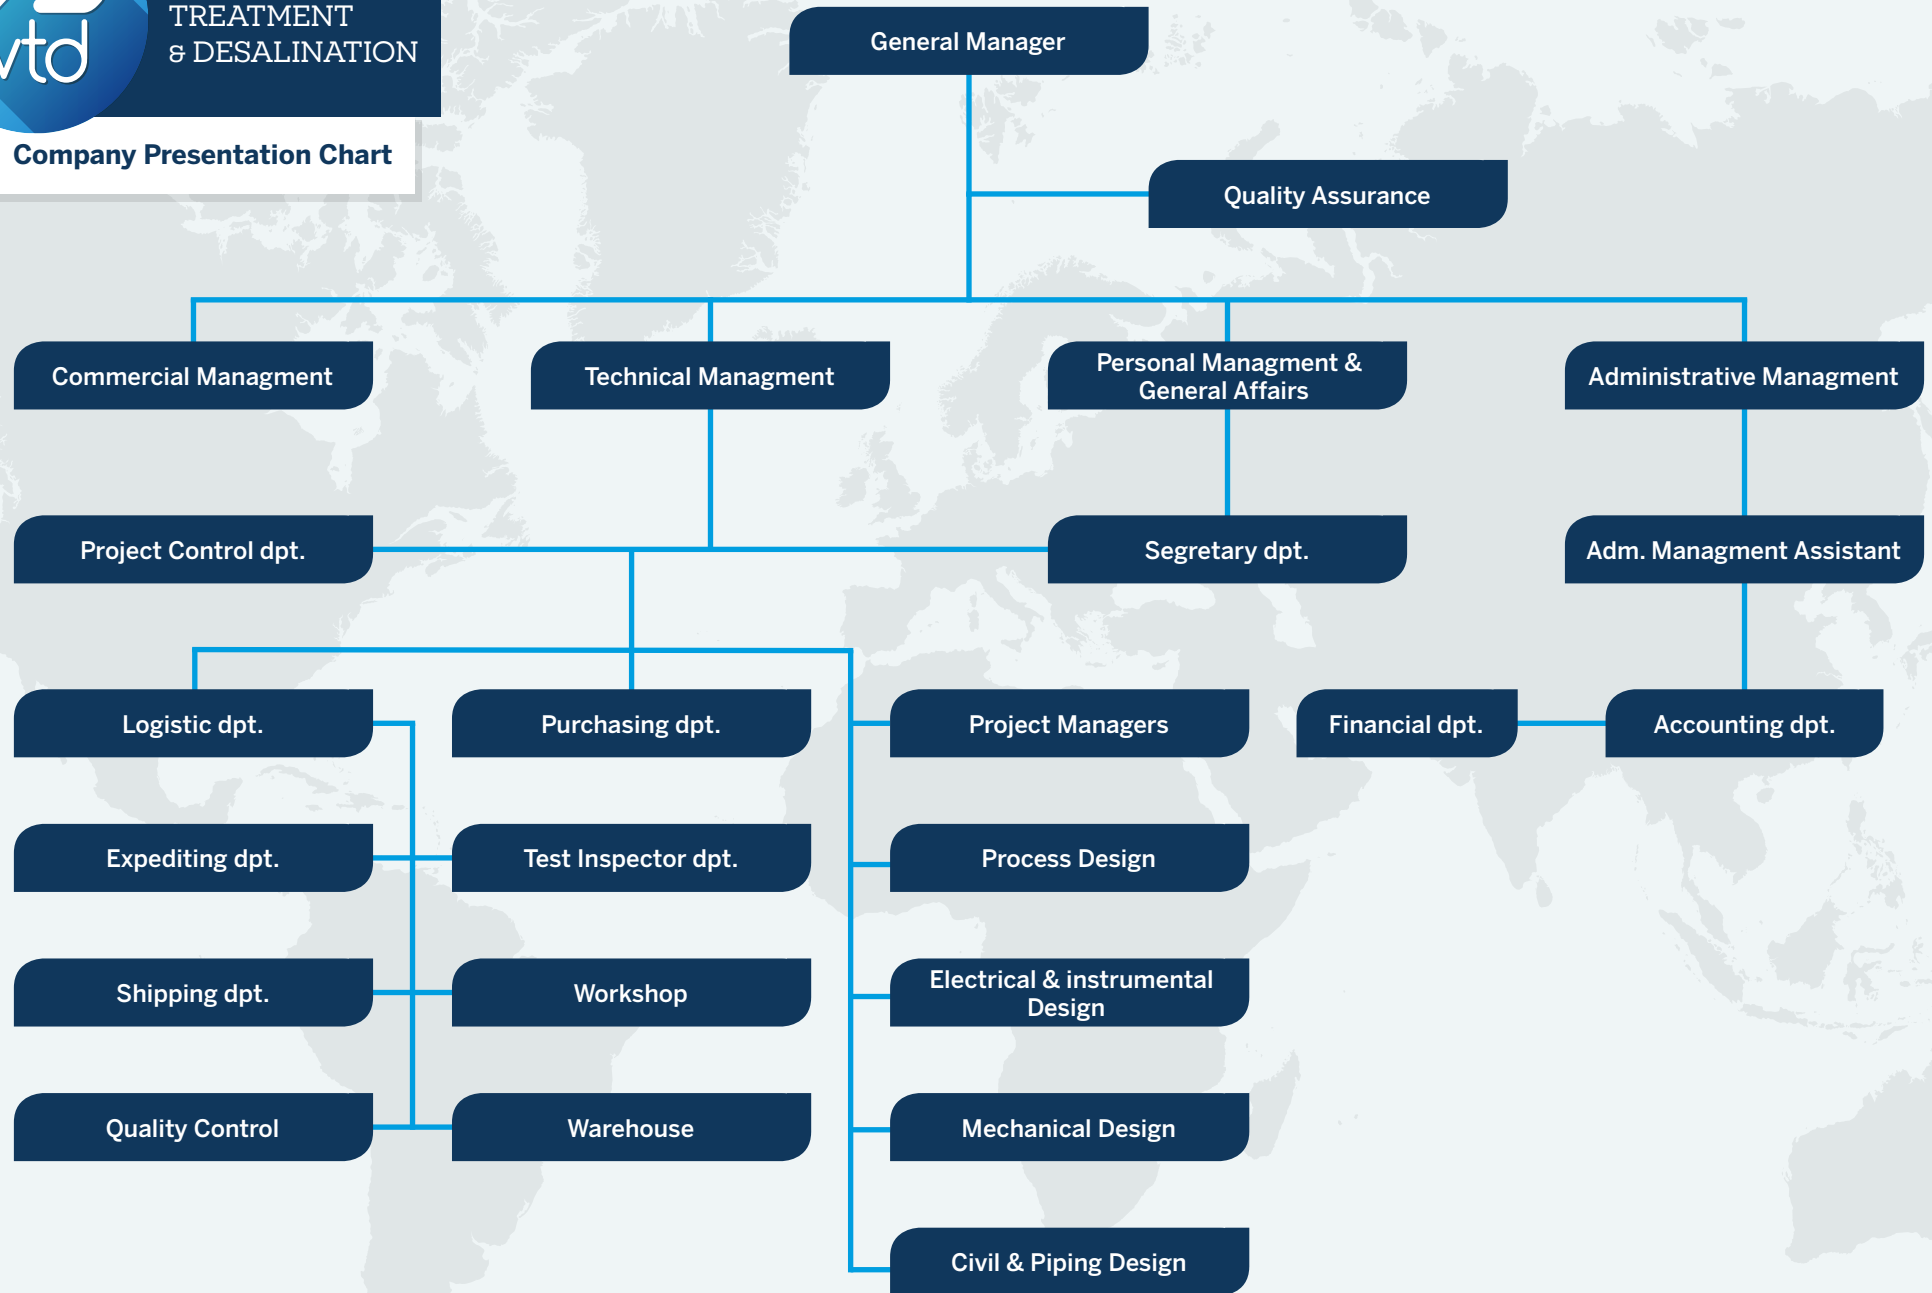 TREATMENT
& DESALINATION
vtd
Company Presentation Chart
General Manager
Quality Assurance
Commercial Managment
Technical Managment
Personal Managment &
General Affairs
Administrative Managment
Project Control dpt.
Segretary dpt.
Adm. Managment Assistant
Logistic dpt.
Purchasing dpt.
Project Managers
Financial dpt.
Accounting dpt.
Expediting dpt.
Test Inspector dpt.
Process Design
Shipping dpt.
Workshop
Electrical & instrumental
Design
Quality Control
Warehouse
Mechanical Design
Civil & Piping Design